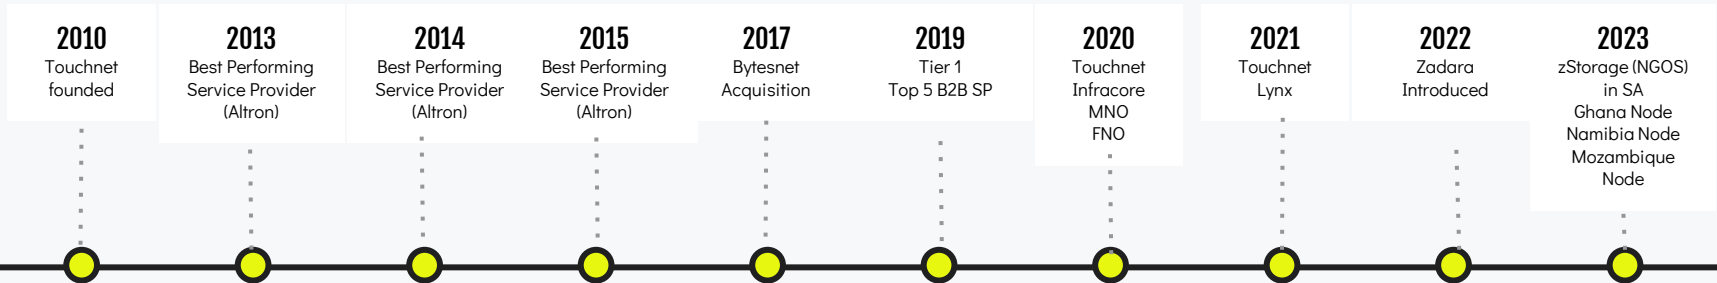 2010
Touchnet
founded
2013
Best Performing
Service Provider
(Altron)
2014
Best Performing
Service Provider
(Altron)
2015
Best Performing
Service Provider
(Altron)
2017
Bytesnet
Acquisition
2019
Tier 1
Top 5 B2B SP
2020
Touchnet
Infracore
MNO
FNO
2021
Touchnet
Lynx
2022
Zadara
Introduced
2023
zStorage (NGOS)
in SA
Ghana Node
Namibia Node
Mozambique
Node